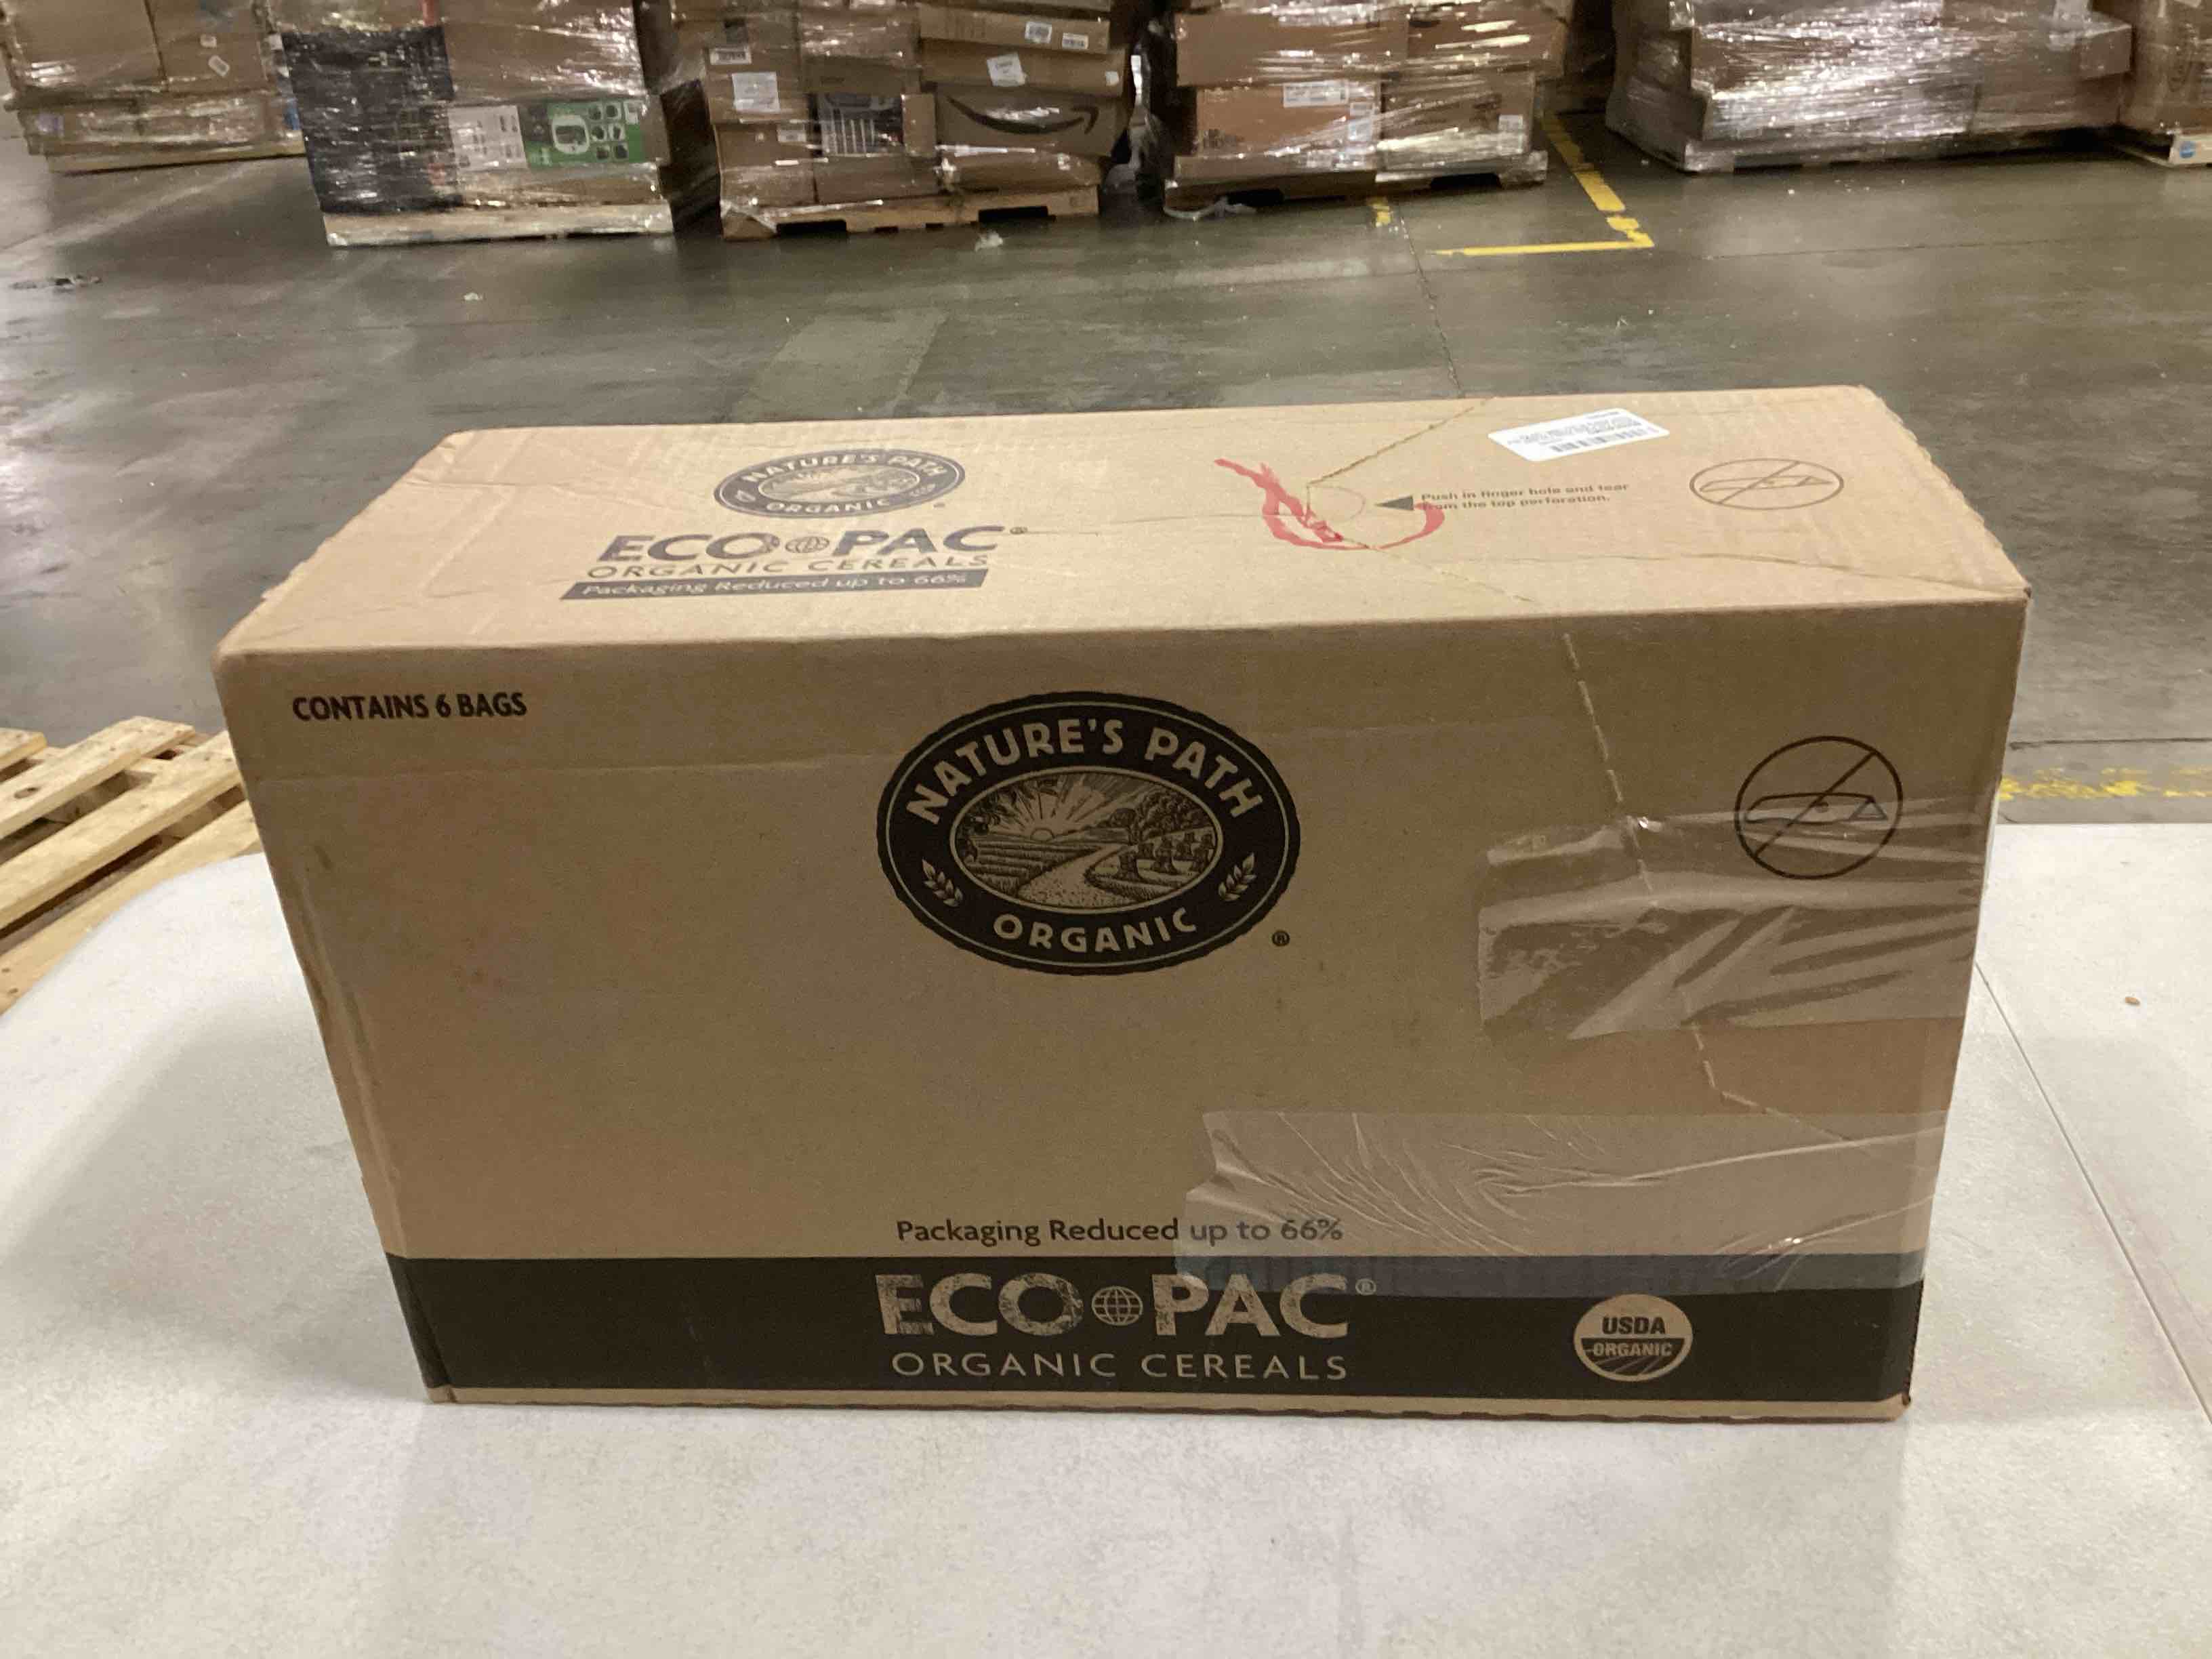 NATURE'S PATH
ORGANIC
ECO PAC®
ORGANIC CEREALS
Packaging Reduced up to 66%
Push in finger hole and tear
from the top perforation.
CONTAINS 6 BAGS
NATURE'S PATH
ORGANIC
®
Packaging Reduced up to 66%
ECO PAC®
ORGANIC CEREALS
USDA
ORGANIC